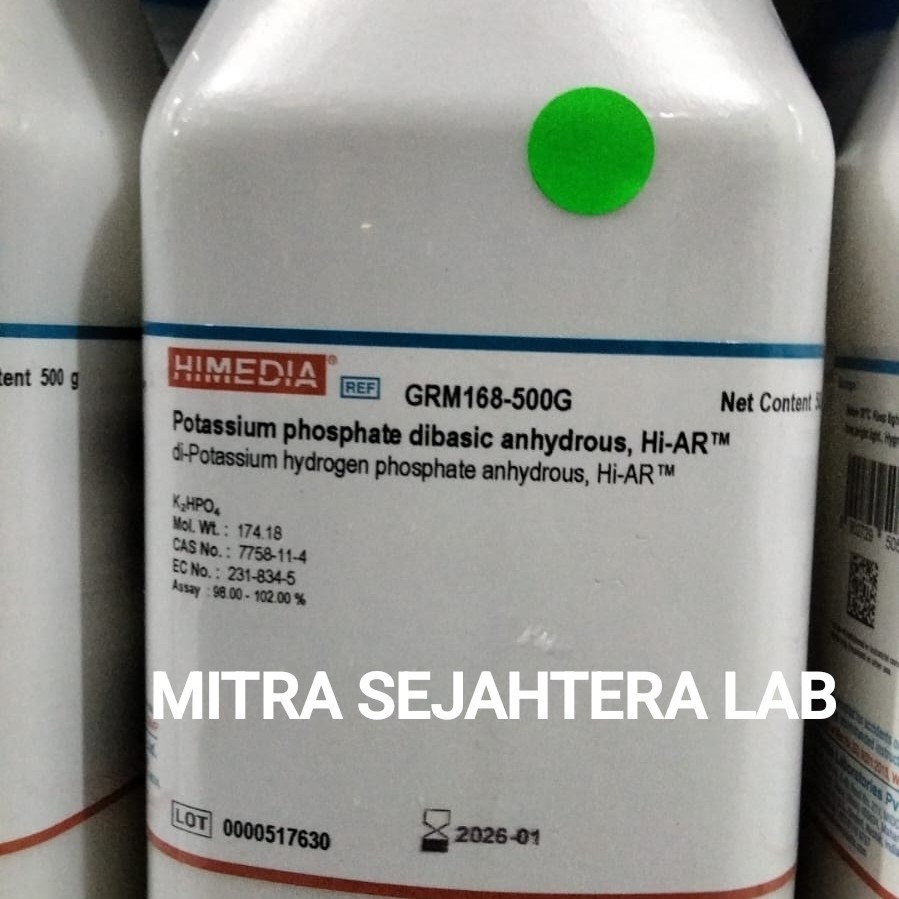 tent 500 g
HIMEDIA®
REF GRM168-500G
Net Content
Potassium phosphate dibasic anhydrous, Hi-AR™
di-Potassium hydrogen phosphate anhydrous, Hi-AR™
K₂HPO₄
Mol. Wt. : 174.18
CAS No. : 7758-11-4
EC No. : 231-834-5
Assay : 98.00 - 102.00 %
MITRA SEJAHTERA LAB
LOT 0000517630
2026-01